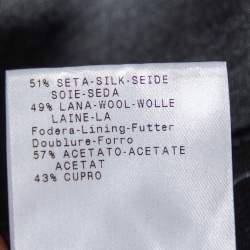 51% SETA-SILK-SEIDE
SOIE-SEDA
49% LANA-WOOL-WOLLE
LAINE-LA
Fodera-Lining-Futter
Doublure-Forro
57% ACETATO-ACETATE
ACETAT
43% CUPRO